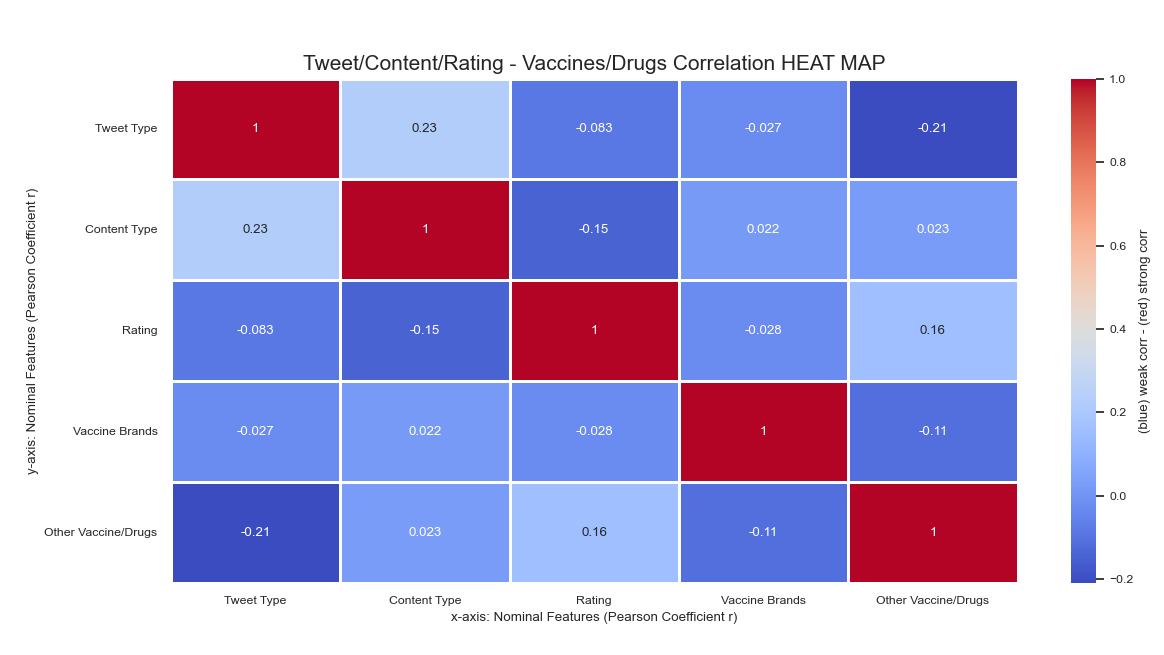 Tweet/Content/Rating - Vaccines/Drugs Correlation HEAT MAP
y-axis: Nominal Features (Pearson Coefficient r)
Tweet Type 1 0.23 -0.083 -0.027 -0.21
Content Type 0.23 1 -0.15 0.022 0.023
Rating -0.083 -0.15 1 -0.028 0.16
Vaccine Brands -0.027 0.022 -0.028 1 -0.11
Other Vaccine/Drugs -0.21 0.023 0.16 -0.11 1
Tweet Type Content Type Rating Vaccine Brands Other Vaccine/Drugs
x-axis: Nominal Features (Pearson Coefficient r)
1.0
0.8
0.6
0.4
0.2
0.0
−0.2
(blue) weak corr - (red) strong corr